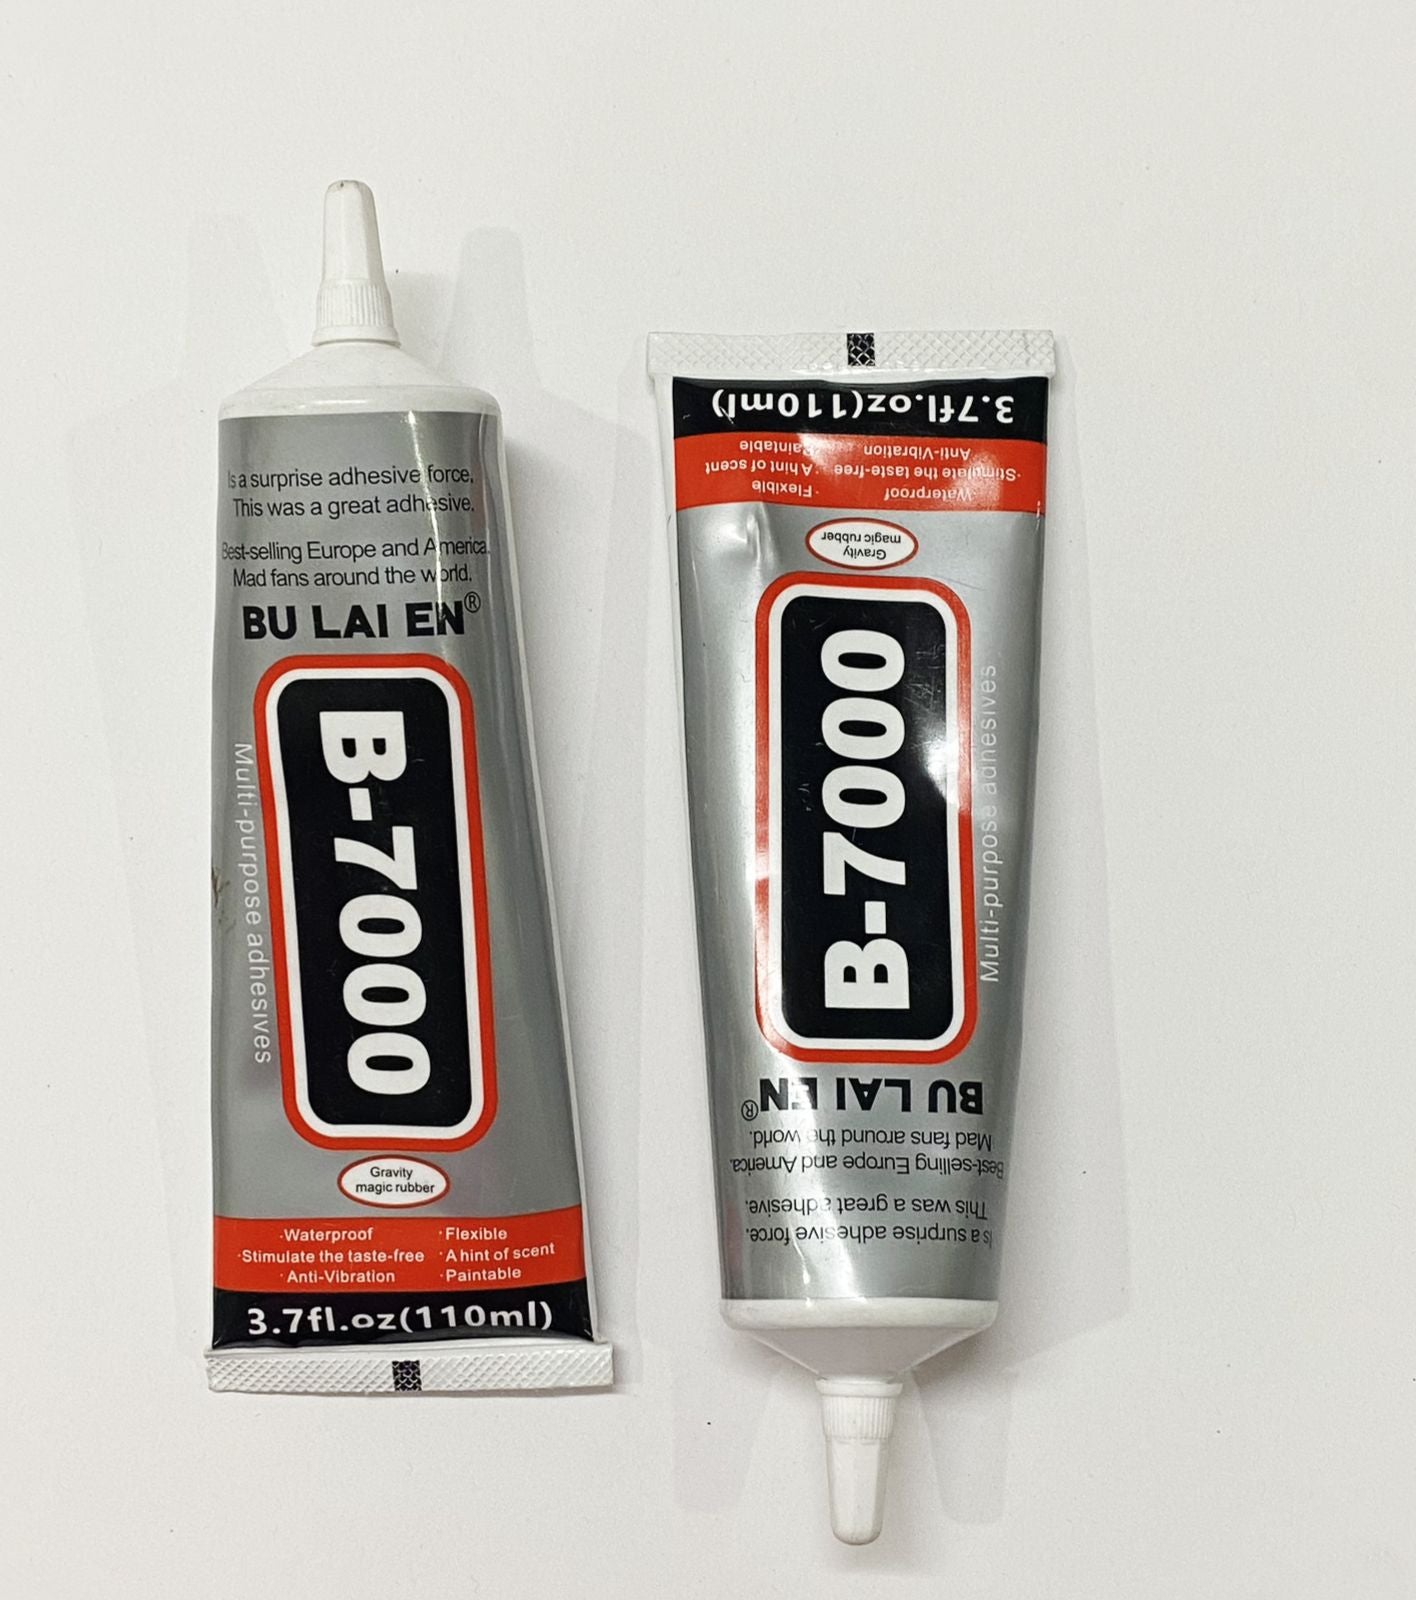 Is a surprise adhesive force,
This was a great adhesive.
Best-selling Europe and America.
Mad fans around the world.
BU LAI EN®
B-7000
Multi-purpose adhesives
Gravity
magic rubber
·Waterproof ·Flexible
·Stimulate the taste-free ·A hint of scent
·Anti-Vibration ·Paintable
3.7fl.oz(110ml)
Is a surprise adhesive force.
This was a great adhesive.
Best-selling Europe and America.
Mad fans around the world.
BU LAI EN®
B-7000
Multi-purpose adhesives
Gravity
magic rubber
Waterproof ·Flexible
·Stimulate the taste-free ·A hint of scent
Anti-Vibration Paintable
3.7fl.oz(110ml)